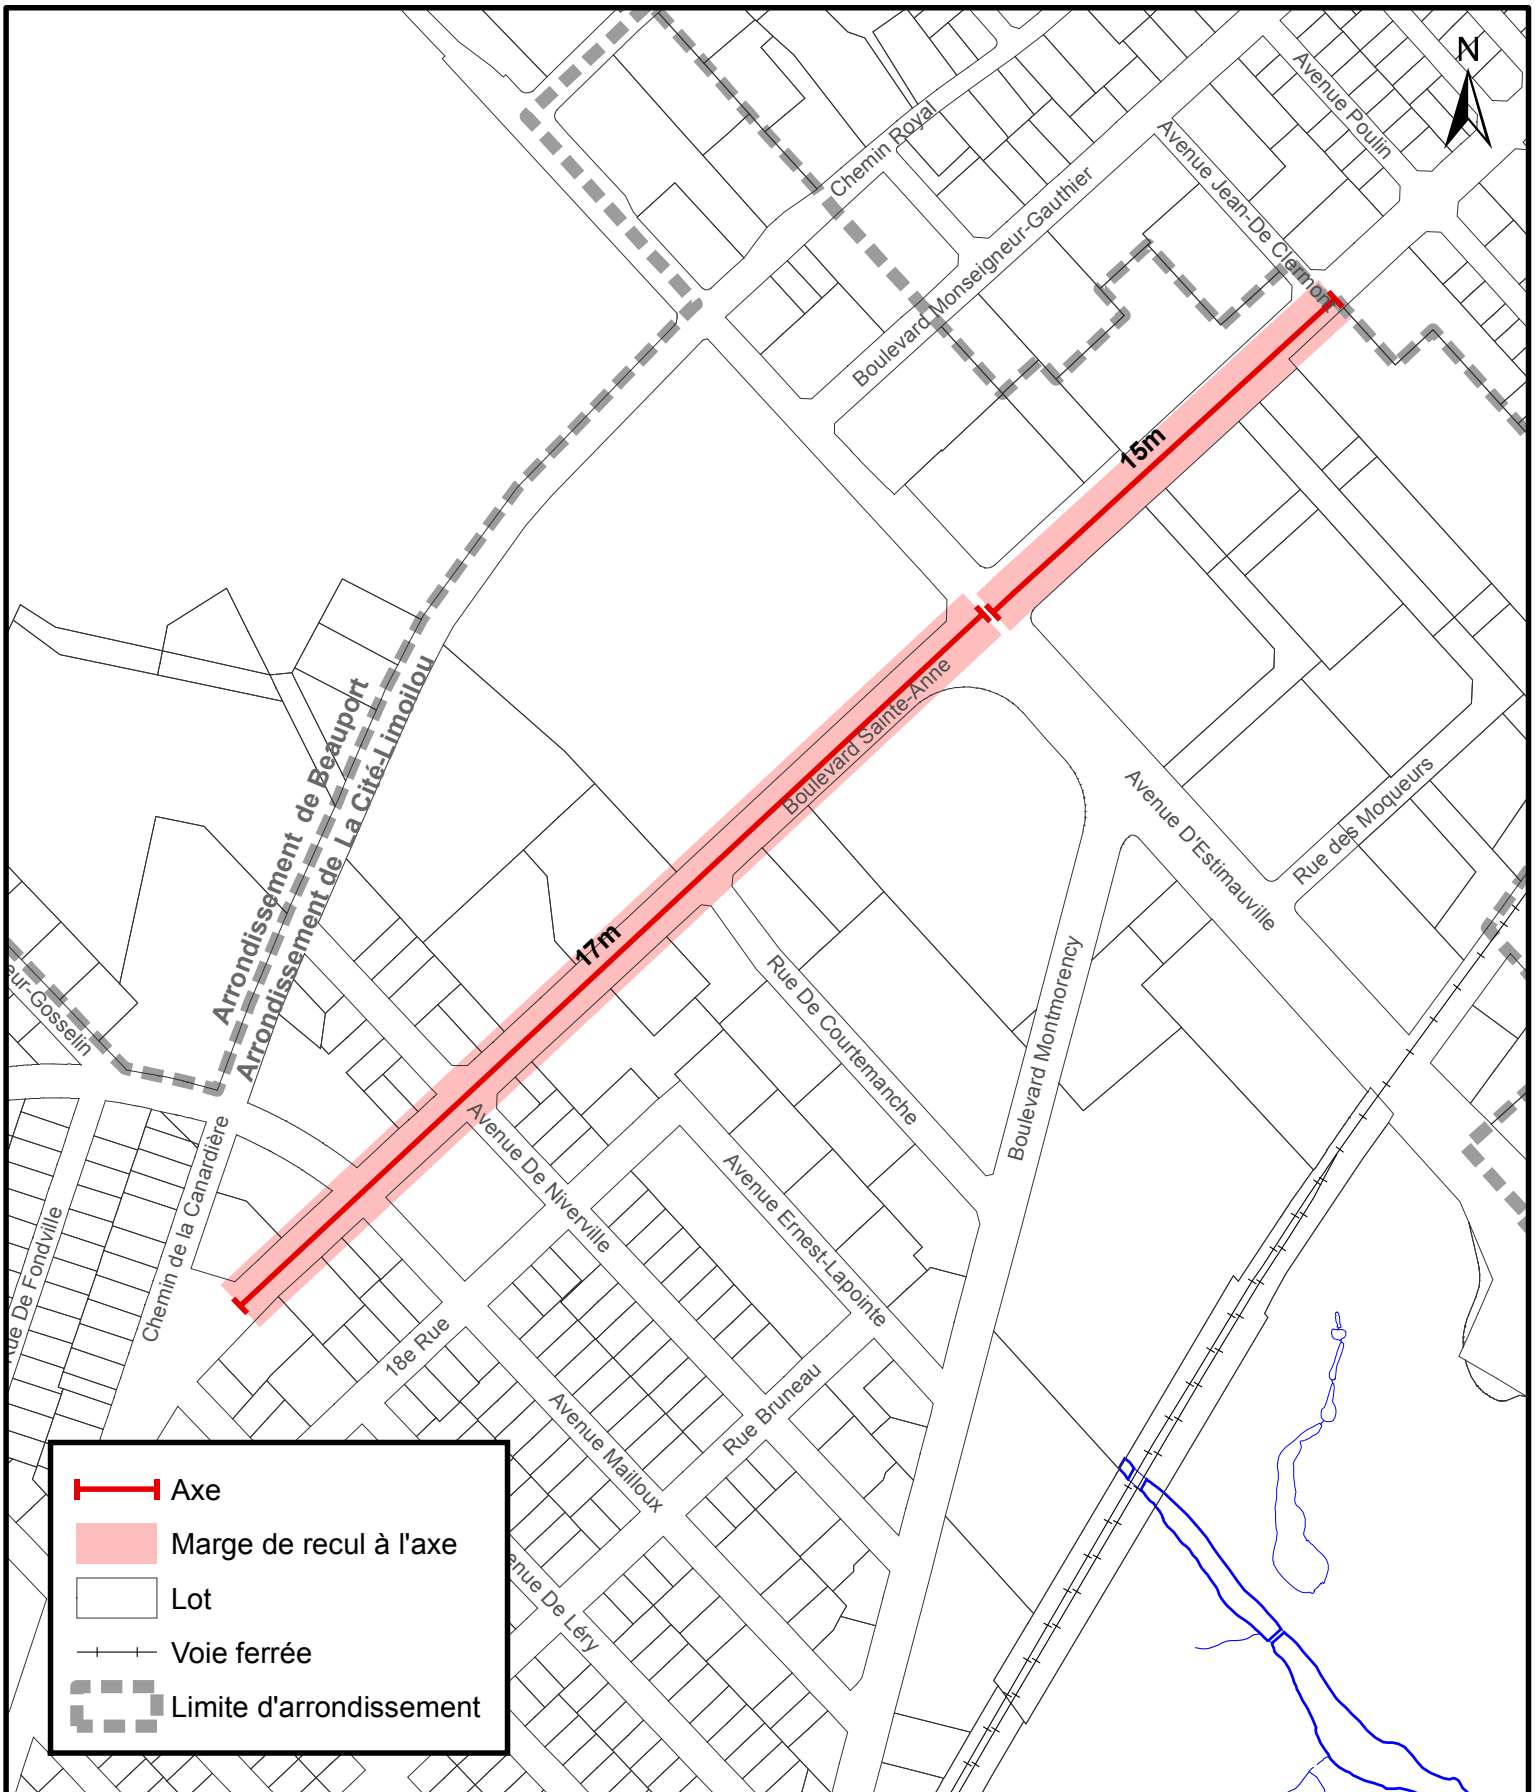 N
Avenue Poulin
Chemin Royal
Avenue Jean-De Clermont
Boulevard Monseigneur-Gauthier
15m
Boulevard Sainte-Anne
Arrondissement de Beauport
Arrondissement de La Cité-Limoilou
Avenue D'Estimauville
Rue des Moqueurs
17m
Rue De Courtemanche
Boulevard Montmorency
eur-Gosselin
Avenue De Niverville
Avenue Ernest-Lapointe
Chemin de la Canardière
Rue De Fondville
18e Rue
Avenue Mailloux
Rue Bruneau
enue De Léry
Axe
Marge de recul à l'axe
Lot
Voie ferrée
Limite d'arrondissement